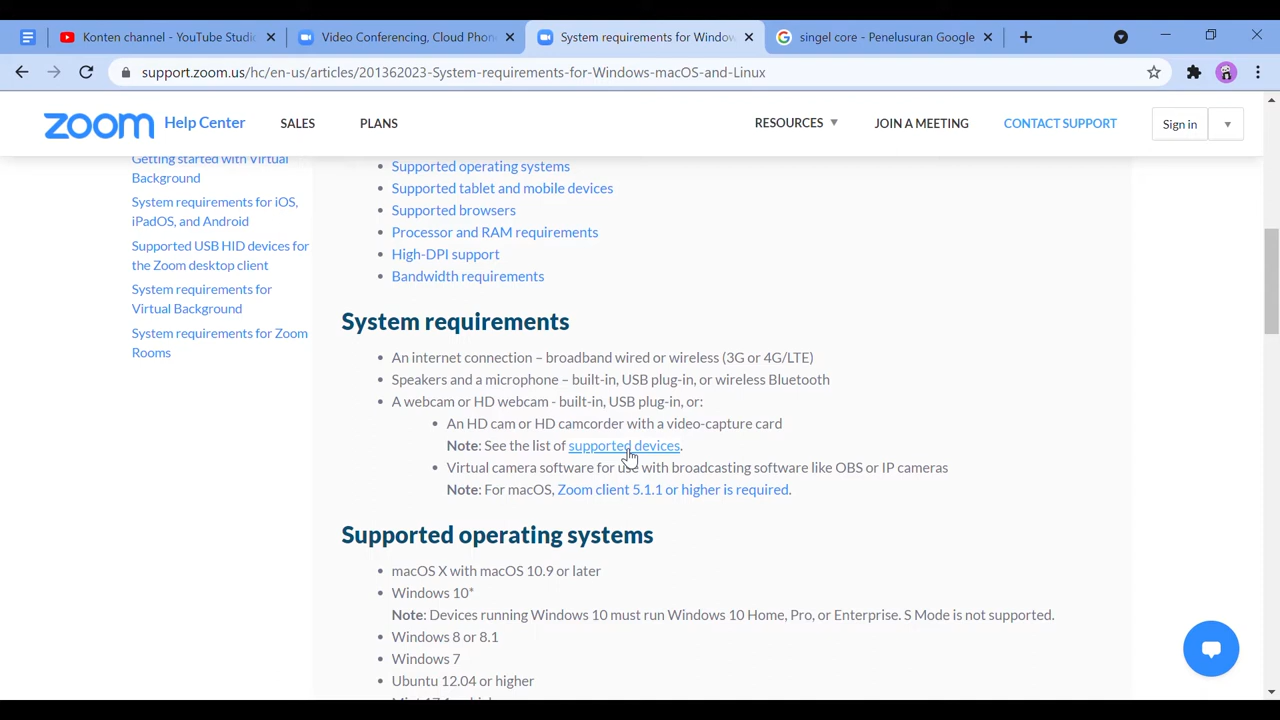 Konten channel - YouTube Studi
Video Conferencing, Cloud Phon
System requirements for Window
singel core - Penelusuran Google
support.zoom.us/hc/en-us/articles/201362023-System-requirements-for-Windows-macOS-and-Linux
zoom Help Center
SALES
PLANS
RESOURCES
JOIN A MEETING
CONTACT SUPPORT
Sign in
Getting started with Virtual
Background
System requirements for iOS,
iPadOS, and Android
Supported USB HID devices for
the Zoom desktop client
System requirements for
Virtual Background
System requirements for Zoom
Rooms
Supported operating systems
Supported tablet and mobile devices
Supported browsers
Processor and RAM requirements
High-DPI support
Bandwidth requirements
System requirements
An internet connection – broadband wired or wireless (3G or 4G/LTE)
Speakers and a microphone – built-in, USB plug-in, or wireless Bluetooth
A webcam or HD webcam - built-in, USB plug-in, or:
An HD cam or HD camcorder with a video-capture card
Note: See the list of supported devices.
Virtual camera software for use with broadcasting software like OBS or IP cameras
Note: For macOS, Zoom client 5.1.1 or higher is required.
Supported operating systems
macOS X with macOS 10.9 or later
Windows 10*
Note: Devices running Windows 10 must run Windows 10 Home, Pro, or Enterprise. S Mode is not supported.
Windows 8 or 8.1
Windows 7
Ubuntu 12.04 or higher